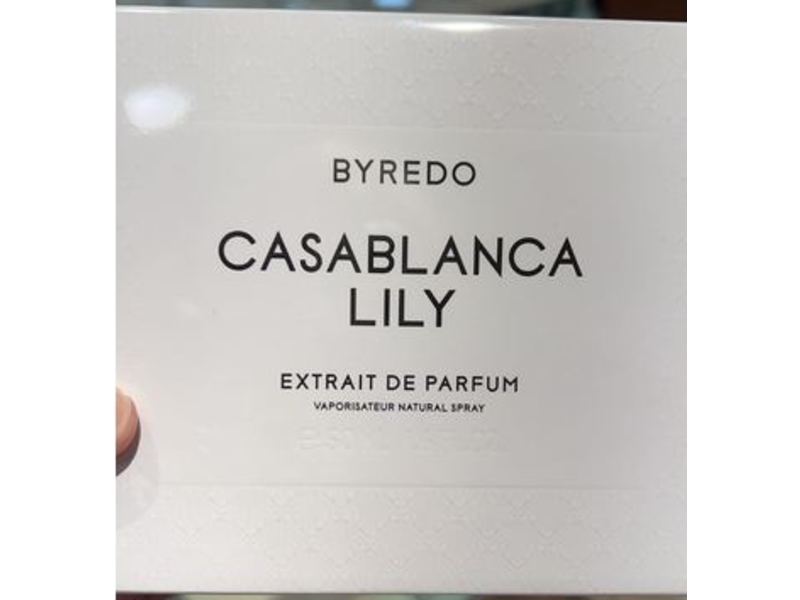 BYREDO
CASABLANCA
LILY
EXTRAIT DE PARFUM
VAPORISATEUR NATURAL SPRAY